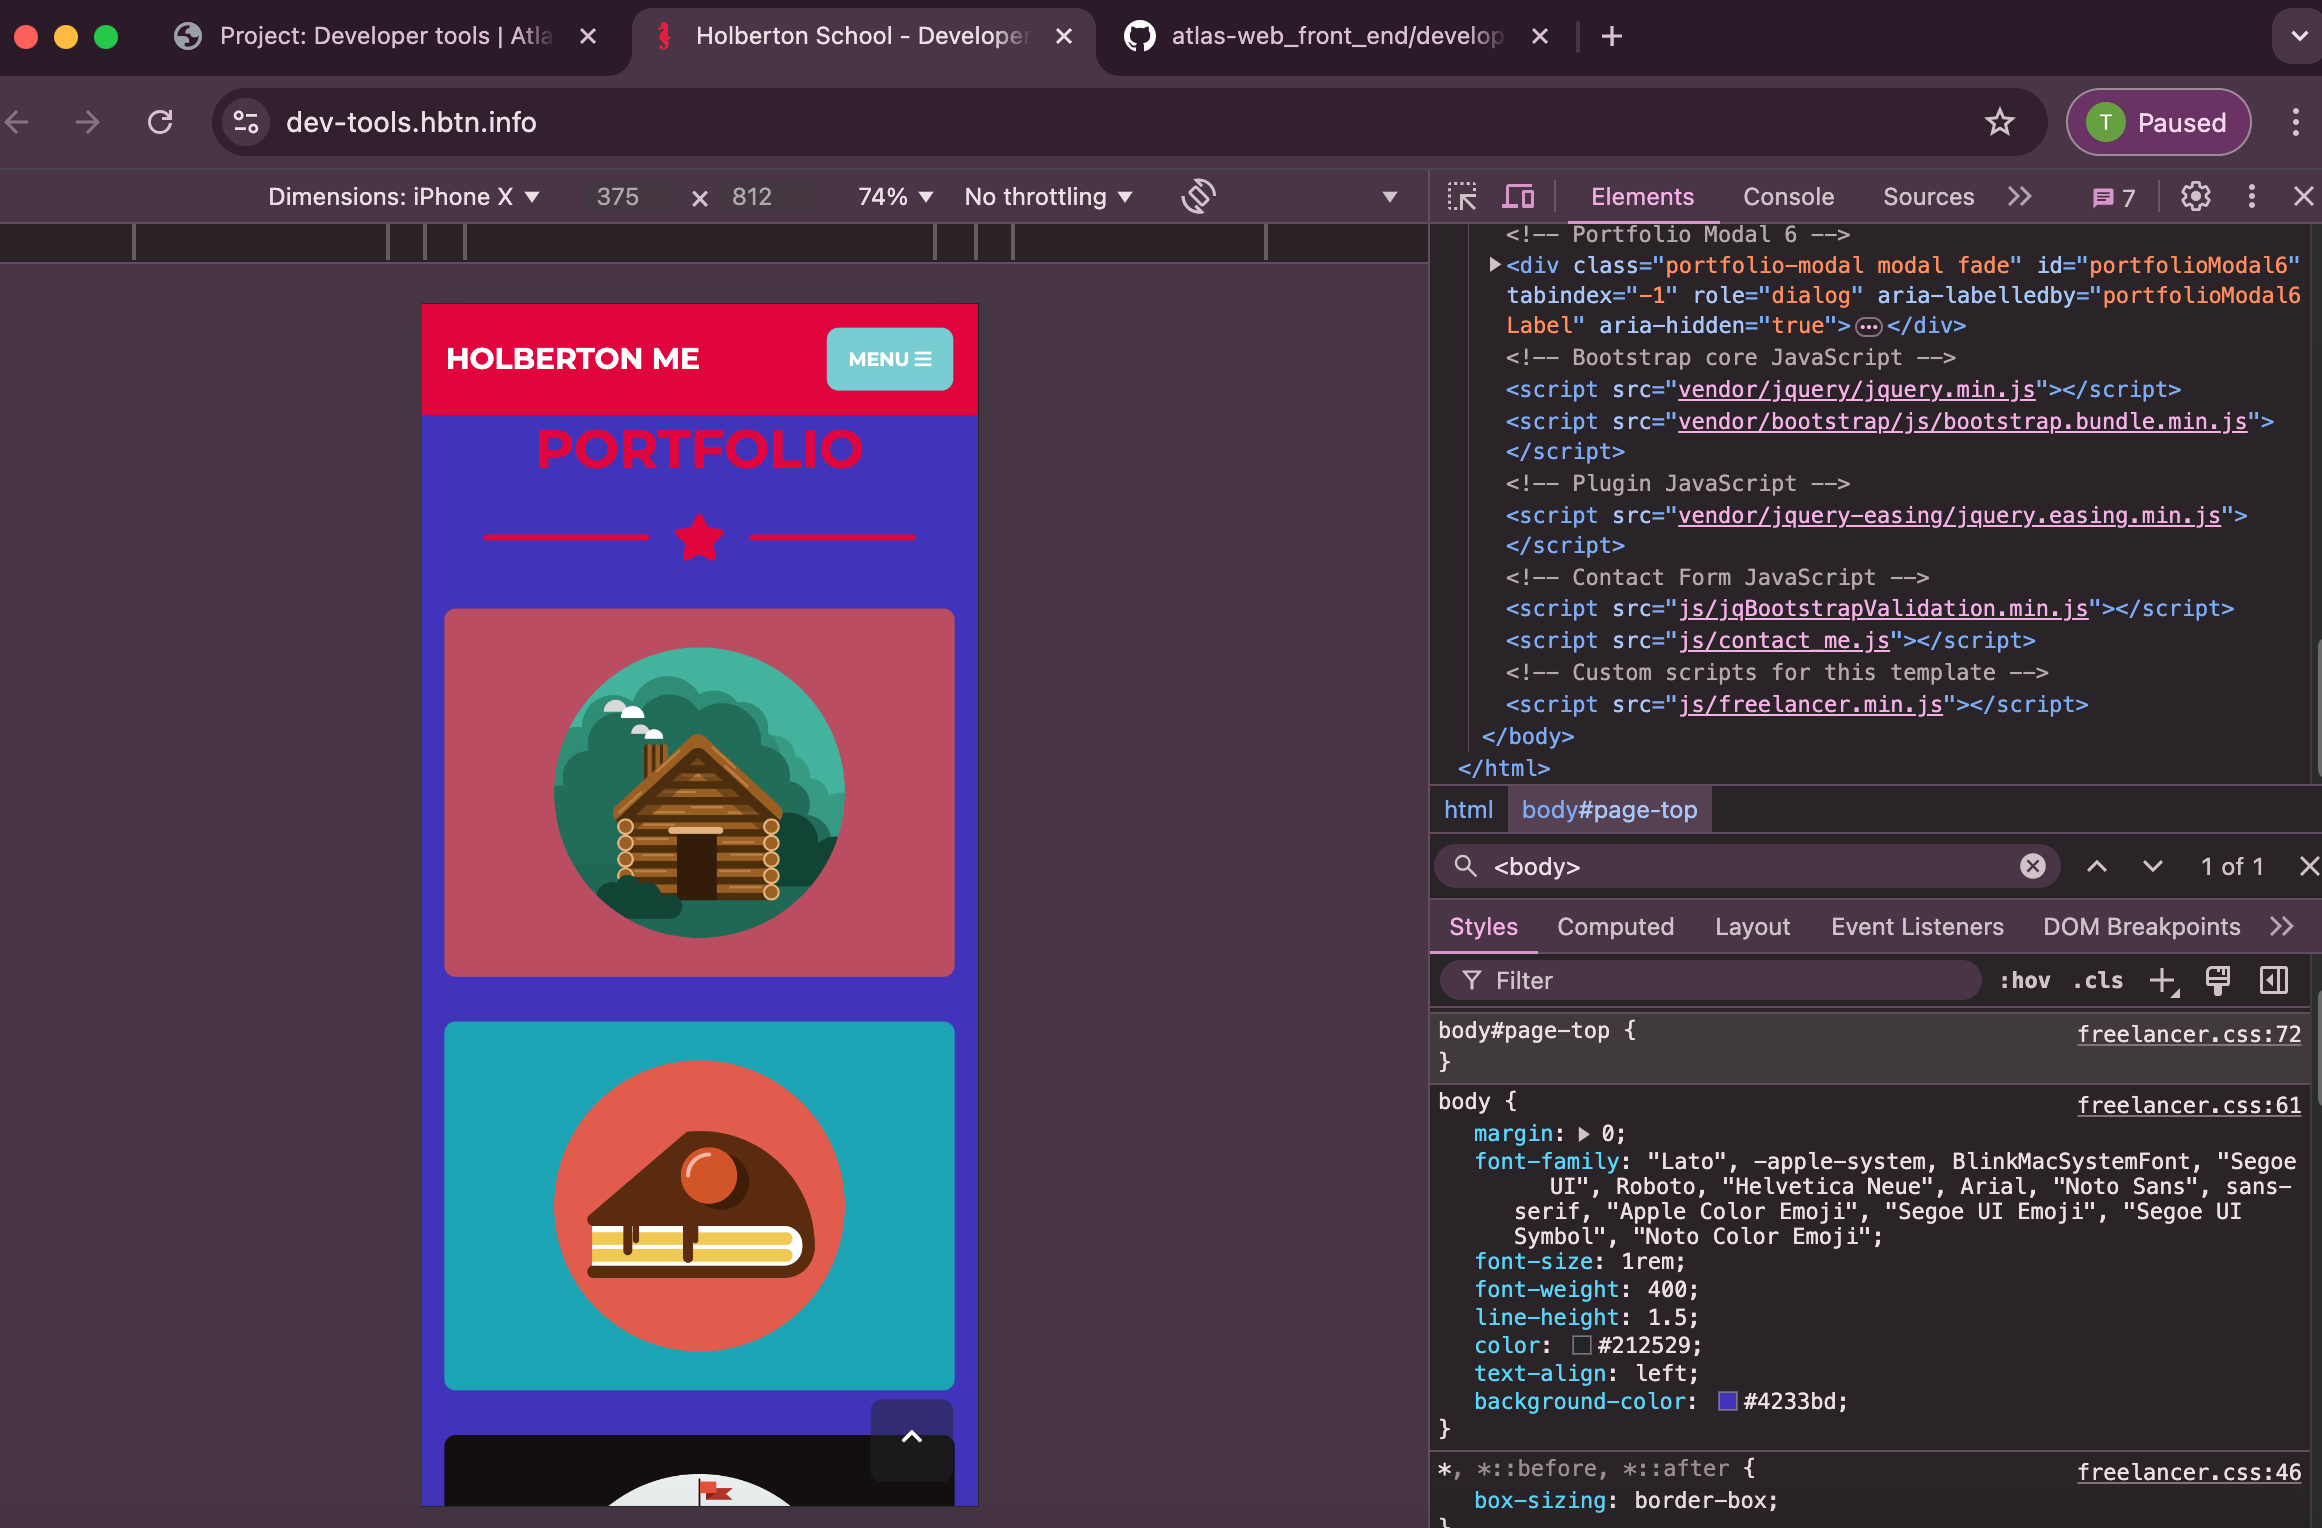 Project: Developer tools | Atla
Holberton School - Developer
atlas-web_front_end/develop
dev-tools.hbtn.info
T Paused
Dimensions: iPhone X 375 × 812 74% No throttling
Elements Console Sources 7
HOLBERTON ME
MENU
PORTFOLIO
<!-- Portfolio Modal 6 -->
<div class="portfolio-modal modal fade" id="portfolioModal6"
tabindex="-1" role="dialog" aria-labelledby="portfolioModal6
Label" aria-hidden="true">…</div>
<!-- Bootstrap core JavaScript -->
<script src="vendor/jquery/jquery.min.js"></script>
<script src="vendor/bootstrap/js/bootstrap.bundle.min.js">
</script>
<!-- Plugin JavaScript -->
<script src="vendor/jquery-easing/jquery.easing.min.js">
</script>
<!-- Contact Form JavaScript -->
<script src="js/jqBootstrapValidation.min.js"></script>
<script src="js/contact_me.js"></script>
<!-- Custom scripts for this template -->
<script src="js/freelancer.min.js"></script>
</body>
</html>
html body#page-top
<body> 1 of 1
Styles Computed Layout Event Listeners DOM Breakpoints
Filter :hov .cls
body#page-top { freelancer.css:72
}
body { freelancer.css:61
margin: 0;
font-family: "Lato", -apple-system, BlinkMacSystemFont, "Segoe
UI", Roboto, "Helvetica Neue", Arial, "Noto Sans", sans-
serif, "Apple Color Emoji", "Segoe UI Emoji", "Segoe UI
Symbol", "Noto Color Emoji";
font-size: 1rem;
font-weight: 400;
line-height: 1.5;
color: #212529;
text-align: left;
background-color: #4233bd;
}
*, *::before, *::after { freelancer.css:46
box-sizing: border-box;
}